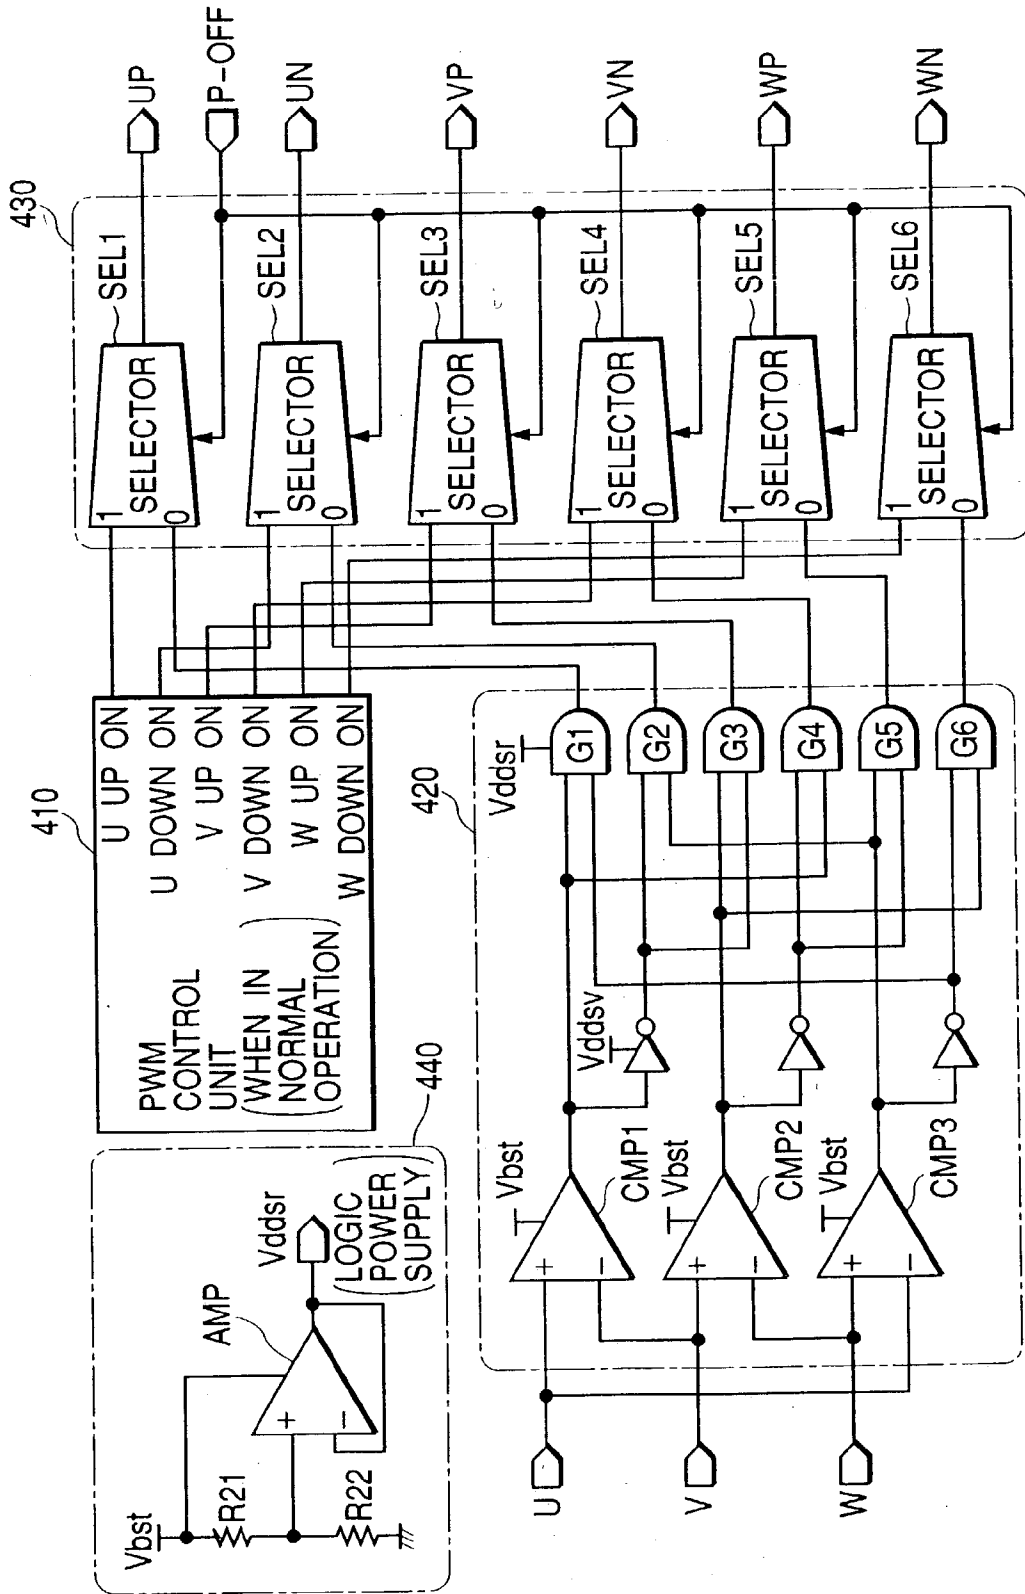 440
Vbst
R21
R22
AMP
+
−
Vddsr
(LOGIC
POWER
SUPPLY)
410
PWM
CONTROL
UNIT
(WHEN IN
NORMAL
OPERATION)
U UP ON
U DOWN ON
V UP ON
V DOWN ON
W UP ON
W DOWN ON
430
1
0
SELECTOR
SEL1
UP
P-OFF
1
0
SELECTOR
SEL2
UN
1
0
SELECTOR
SEL3
VP
1
0
SELECTOR
SEL4
VN
1
0
SELECTOR
SEL5
WP
1
0
SELECTOR
SEL6
WN
420
U
V
W
+
−
Vbst
CMP1
+
−
Vbst
CMP2
+
−
Vbst
CMP3
Vddsv
Vddsr
G1
G2
G3
G4
G5
G6